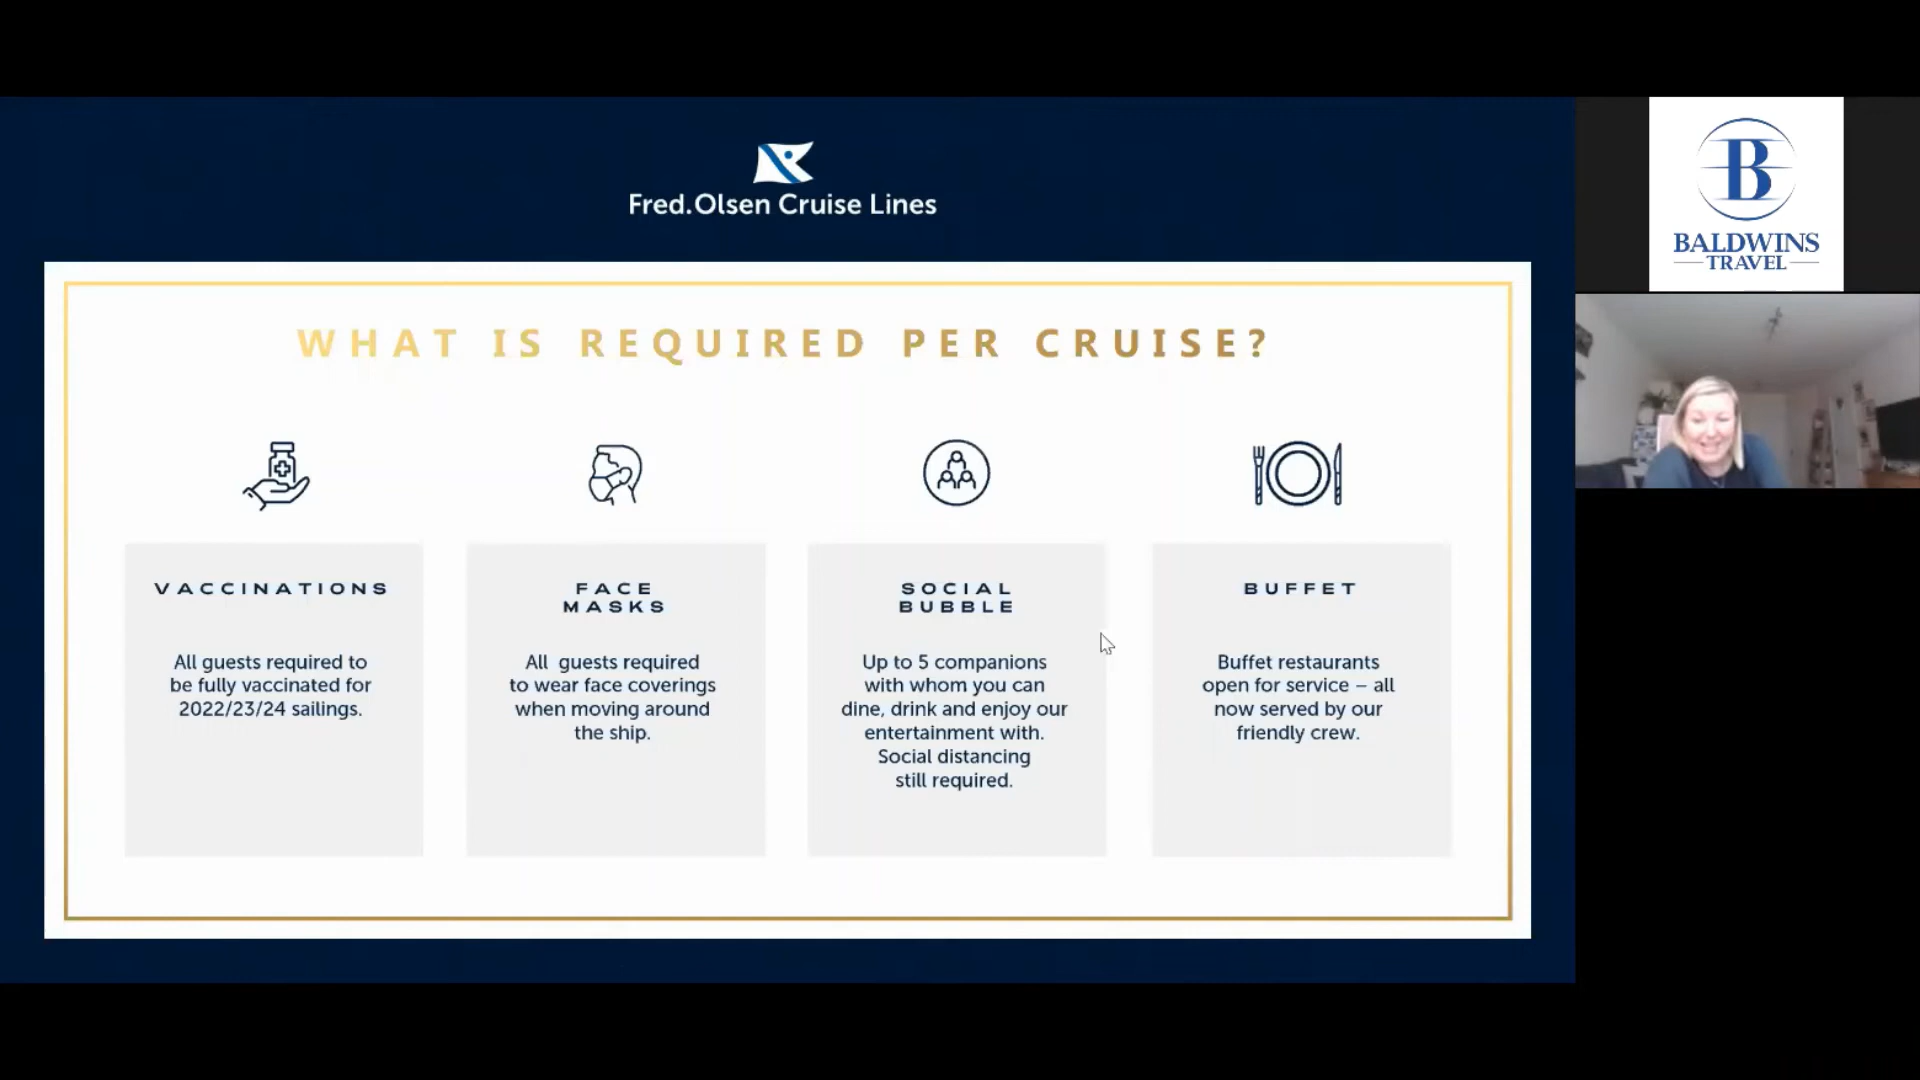 Fred.Olsen Cruise Lines
WHAT IS REQUIRED PER CRUISE?
VACCINATIONS
All guests required to
be fully vaccinated for
2022/23/24 sailings.
FACE
MASKS
All guests required
to wear face coverings
when moving around
the ship.
SOCIAL
BUBBLE
Up to 5 companions
with whom you can
dine, drink and enjoy our
entertainment with.
Social distancing
still required.
BUFFET
Buffet restaurants
open for service – all
now served by our
friendly crew.
B
BALDWINS
TRAVEL